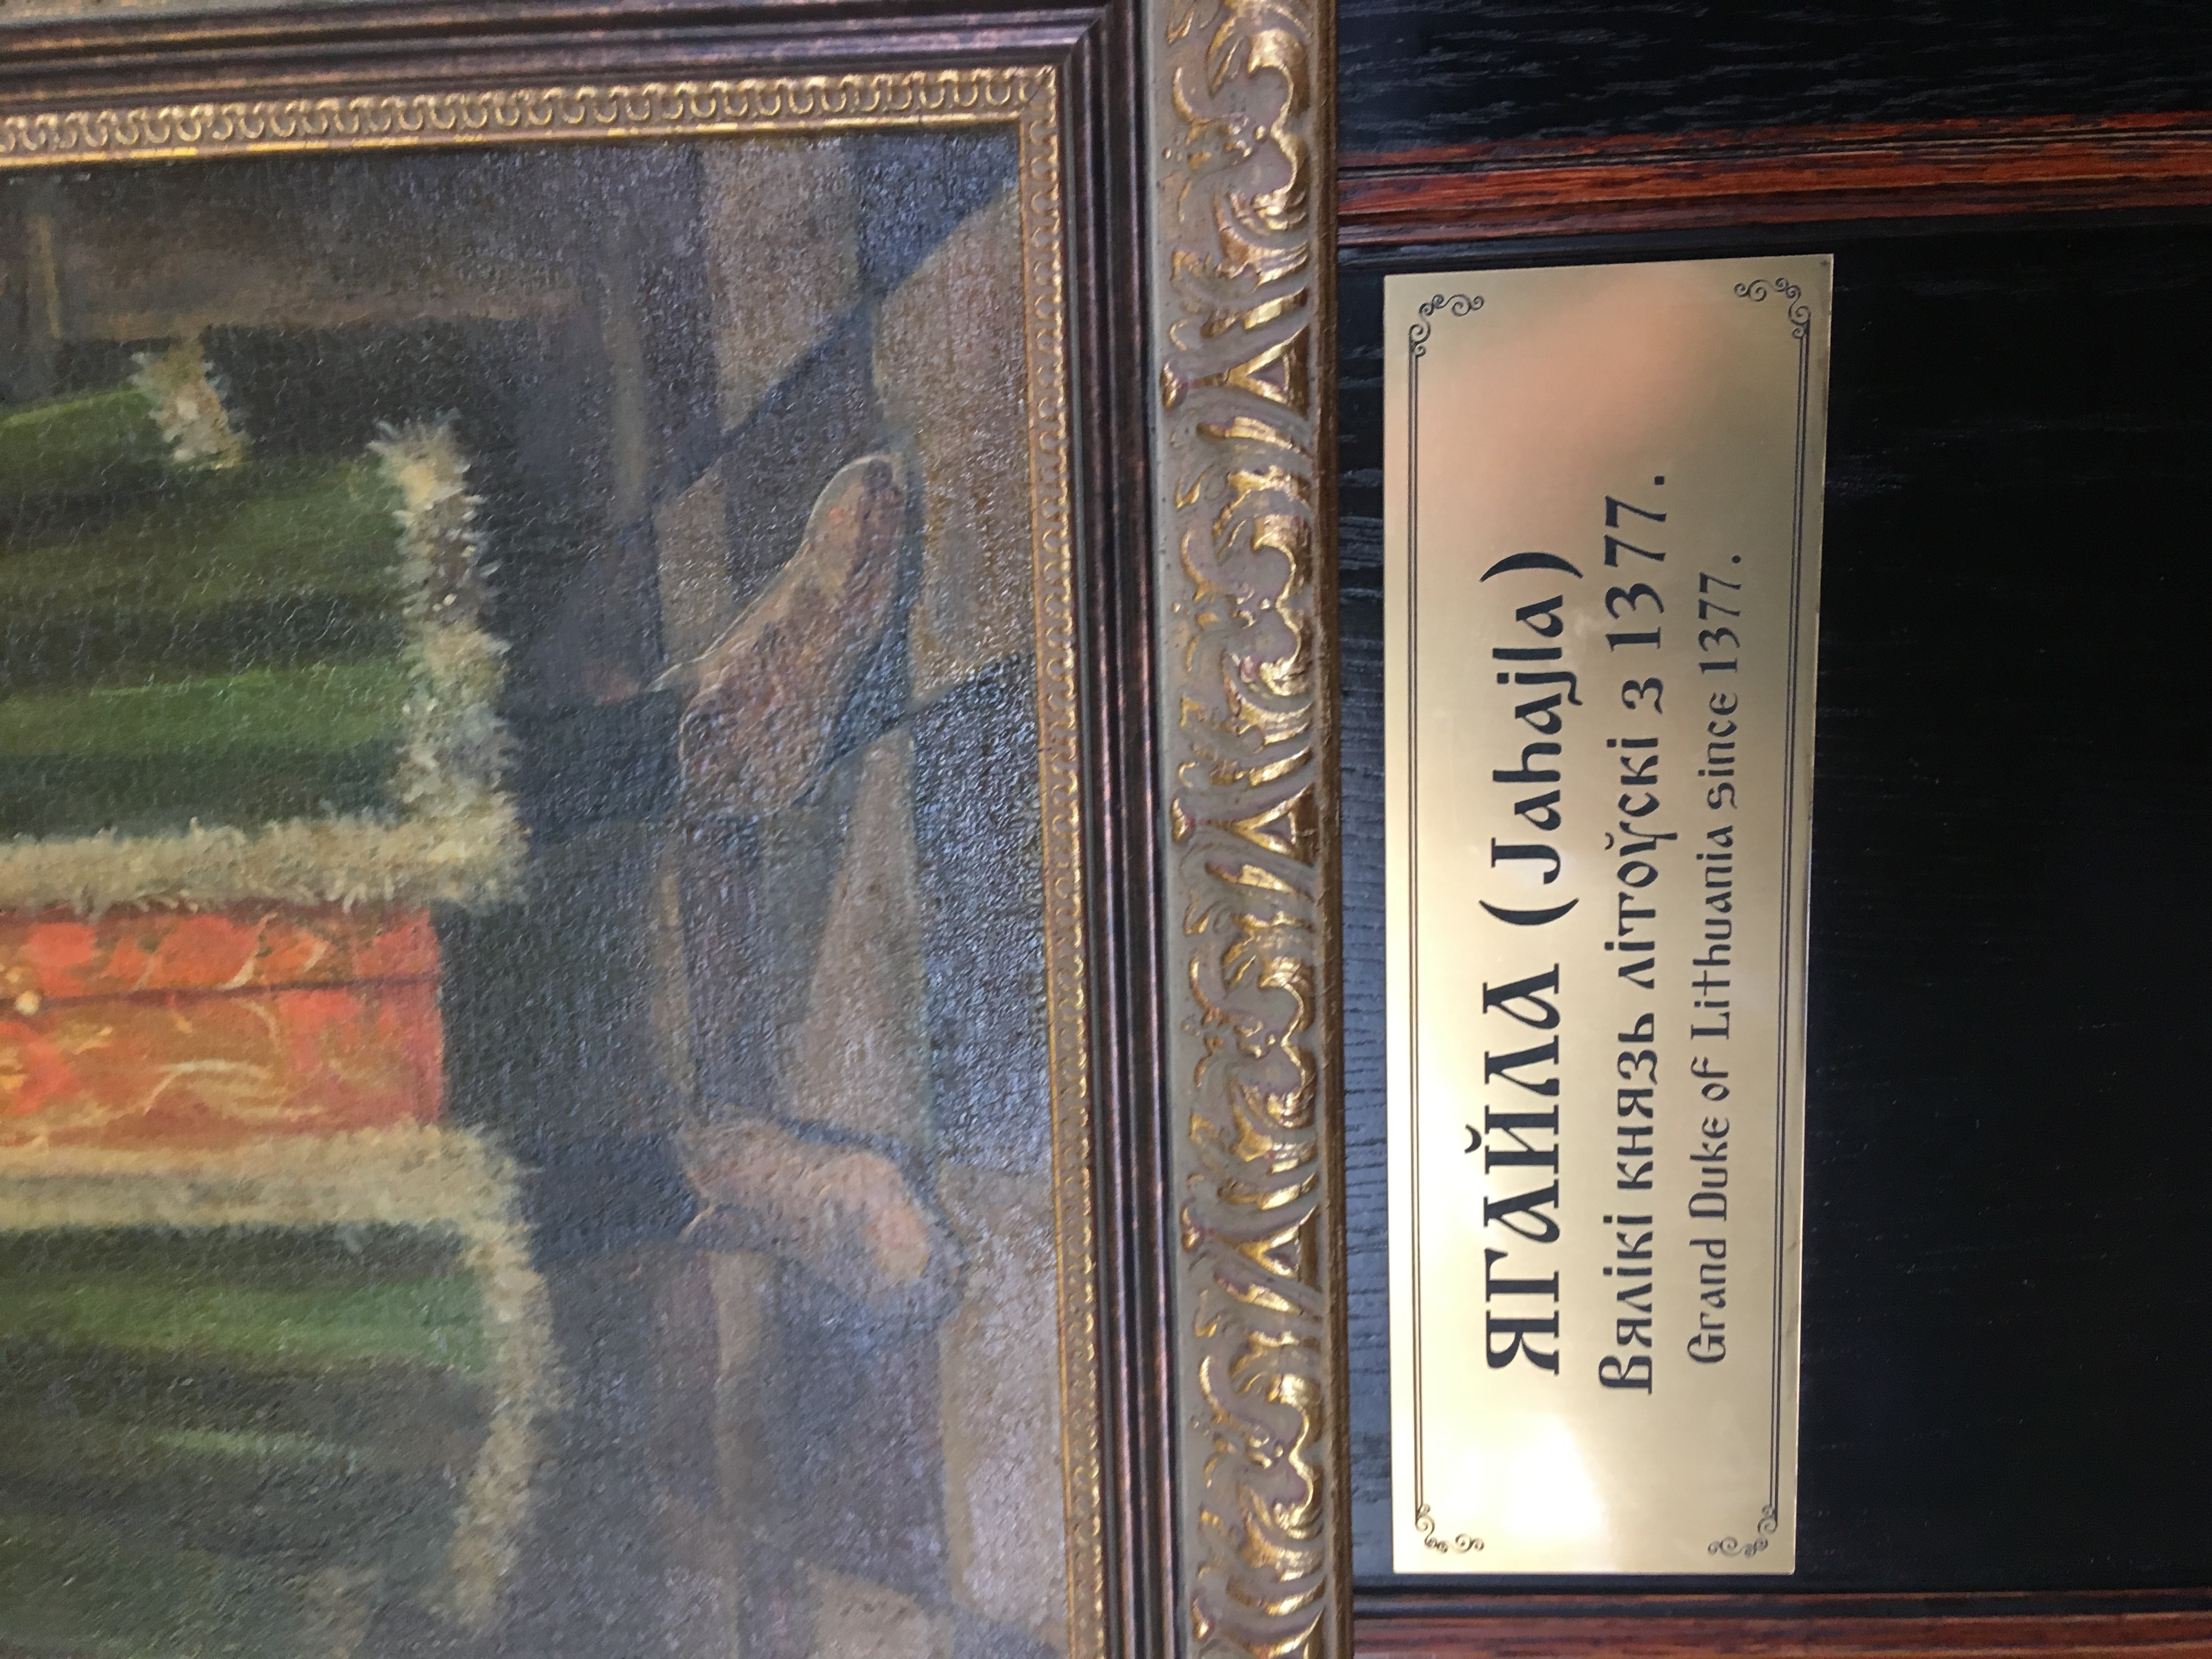 ЯГАЙЛА (Jahajla)
Вялікі князь літоўскі з 1377.
Grand Duke of Lithuania since 1377.